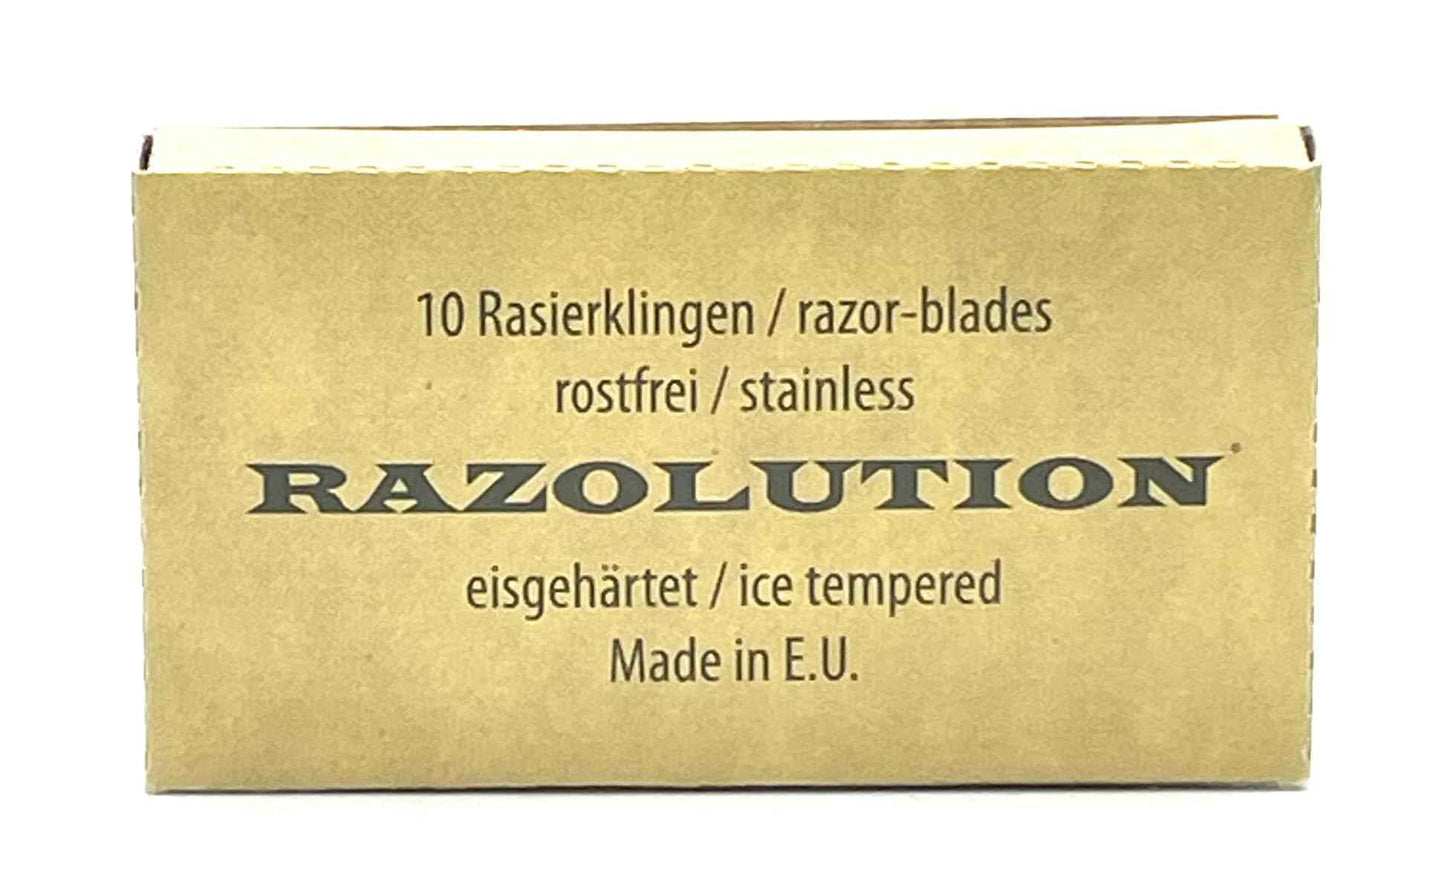 10 Rasierklingen / razor-blades
rostfrei / stainless
RAZOLUTION
eisgehärtet / ice tempered
Made in E.U.